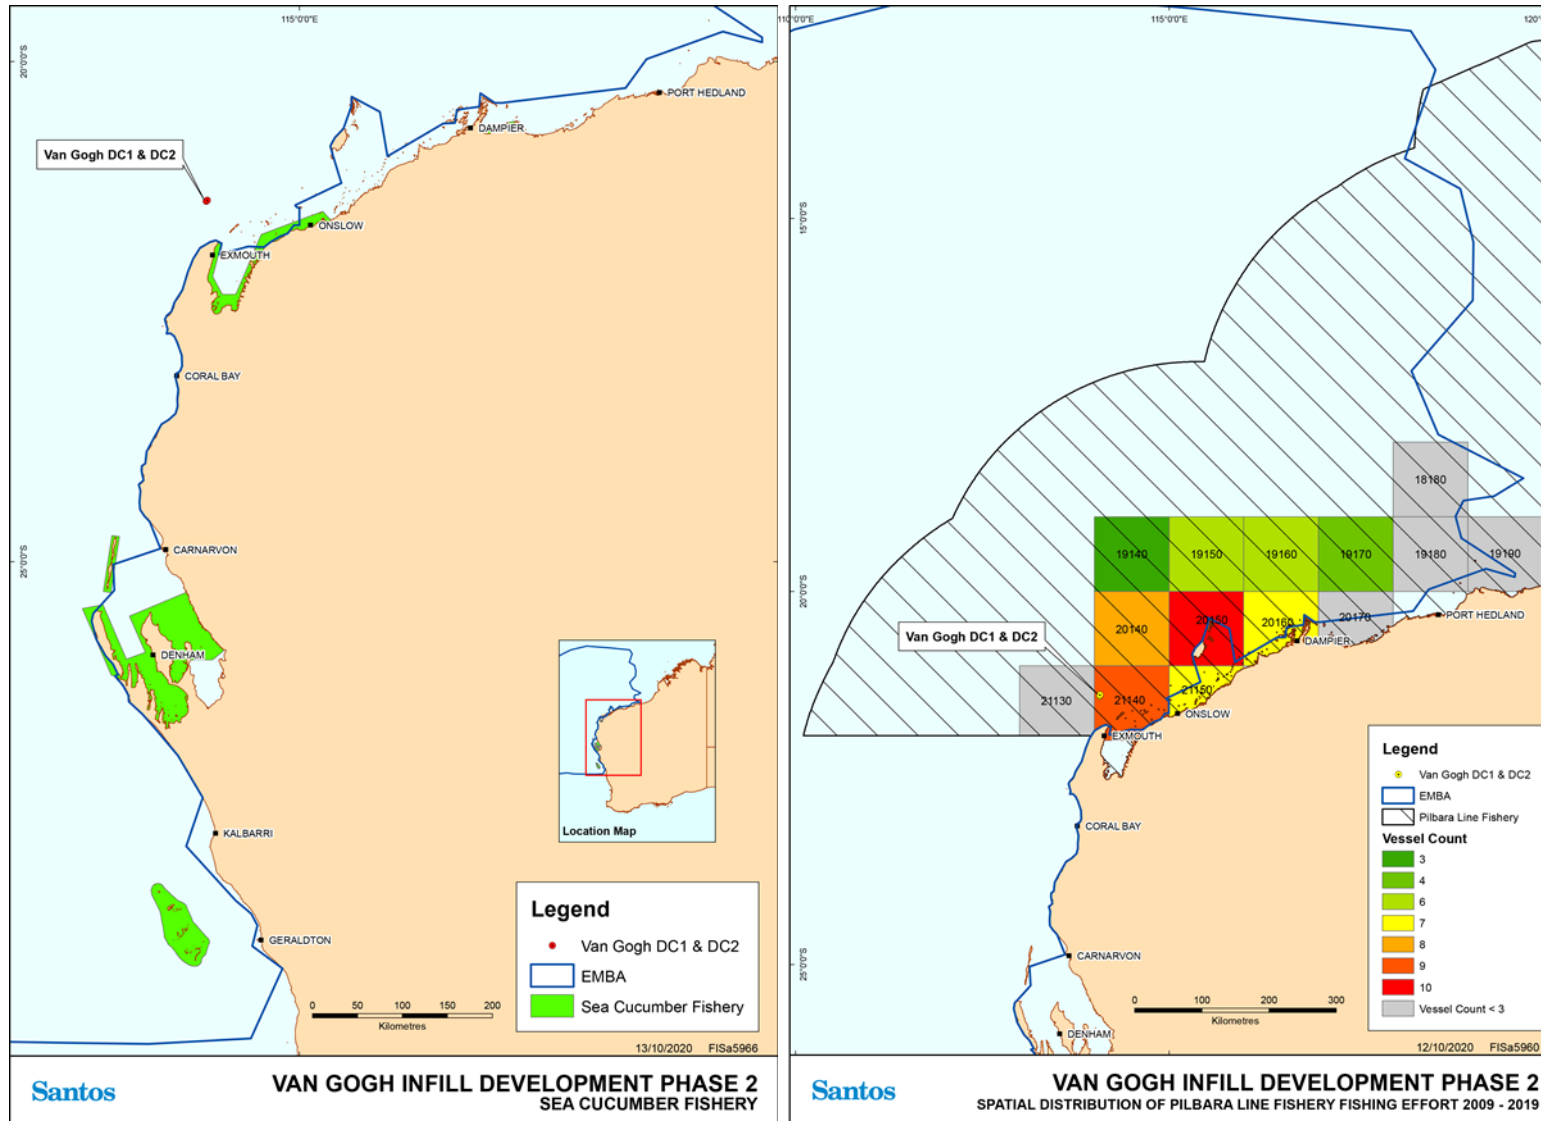 115°0'0"E
20°0'0"S
PORT HEDLAND
DAMPIER
Van Gogh DC1 & DC2
ONSLOW
EXMOUTH
CORAL BAY
CARNARVON
25°0'0"S
DENHAM
KALBARRI
GERALDTON
Location Map
Legend
Van Gogh DC1 & DC2
EMBA
Sea Cucumber Fishery
0 50 100 150 200
Kilometres
13/10/2020 FISa5966
Santos
VAN GOGH INFILL DEVELOPMENT PHASE 2
SEA CUCUMBER FISHERY
110°0'0"E
115°0'0"E
120°
15°0'0"S
18180
19140
19150
19160
19170
19180
19190
20°0'0"S
20140
20150
20160
20170
PORT HEDLAND
DAMPIER
Van Gogh DC1 & DC2
21130
21140
21150
ONSLOW
EXMOUTH
CORAL BAY
CARNARVON
25°0'0"S
DENHAM
0 100 200 300
Kilometres
Legend
Van Gogh DC1 & DC2
EMBA
Pilbara Line Fishery
Vessel Count
3
4
6
7
8
9
10
Vessel Count < 3
12/10/2020 FISa5960
Santos
VAN GOGH INFILL DEVELOPMENT PHASE 2
SPATIAL DISTRIBUTION OF PILBARA LINE FISHERY FISHING EFFORT 2009 - 2019